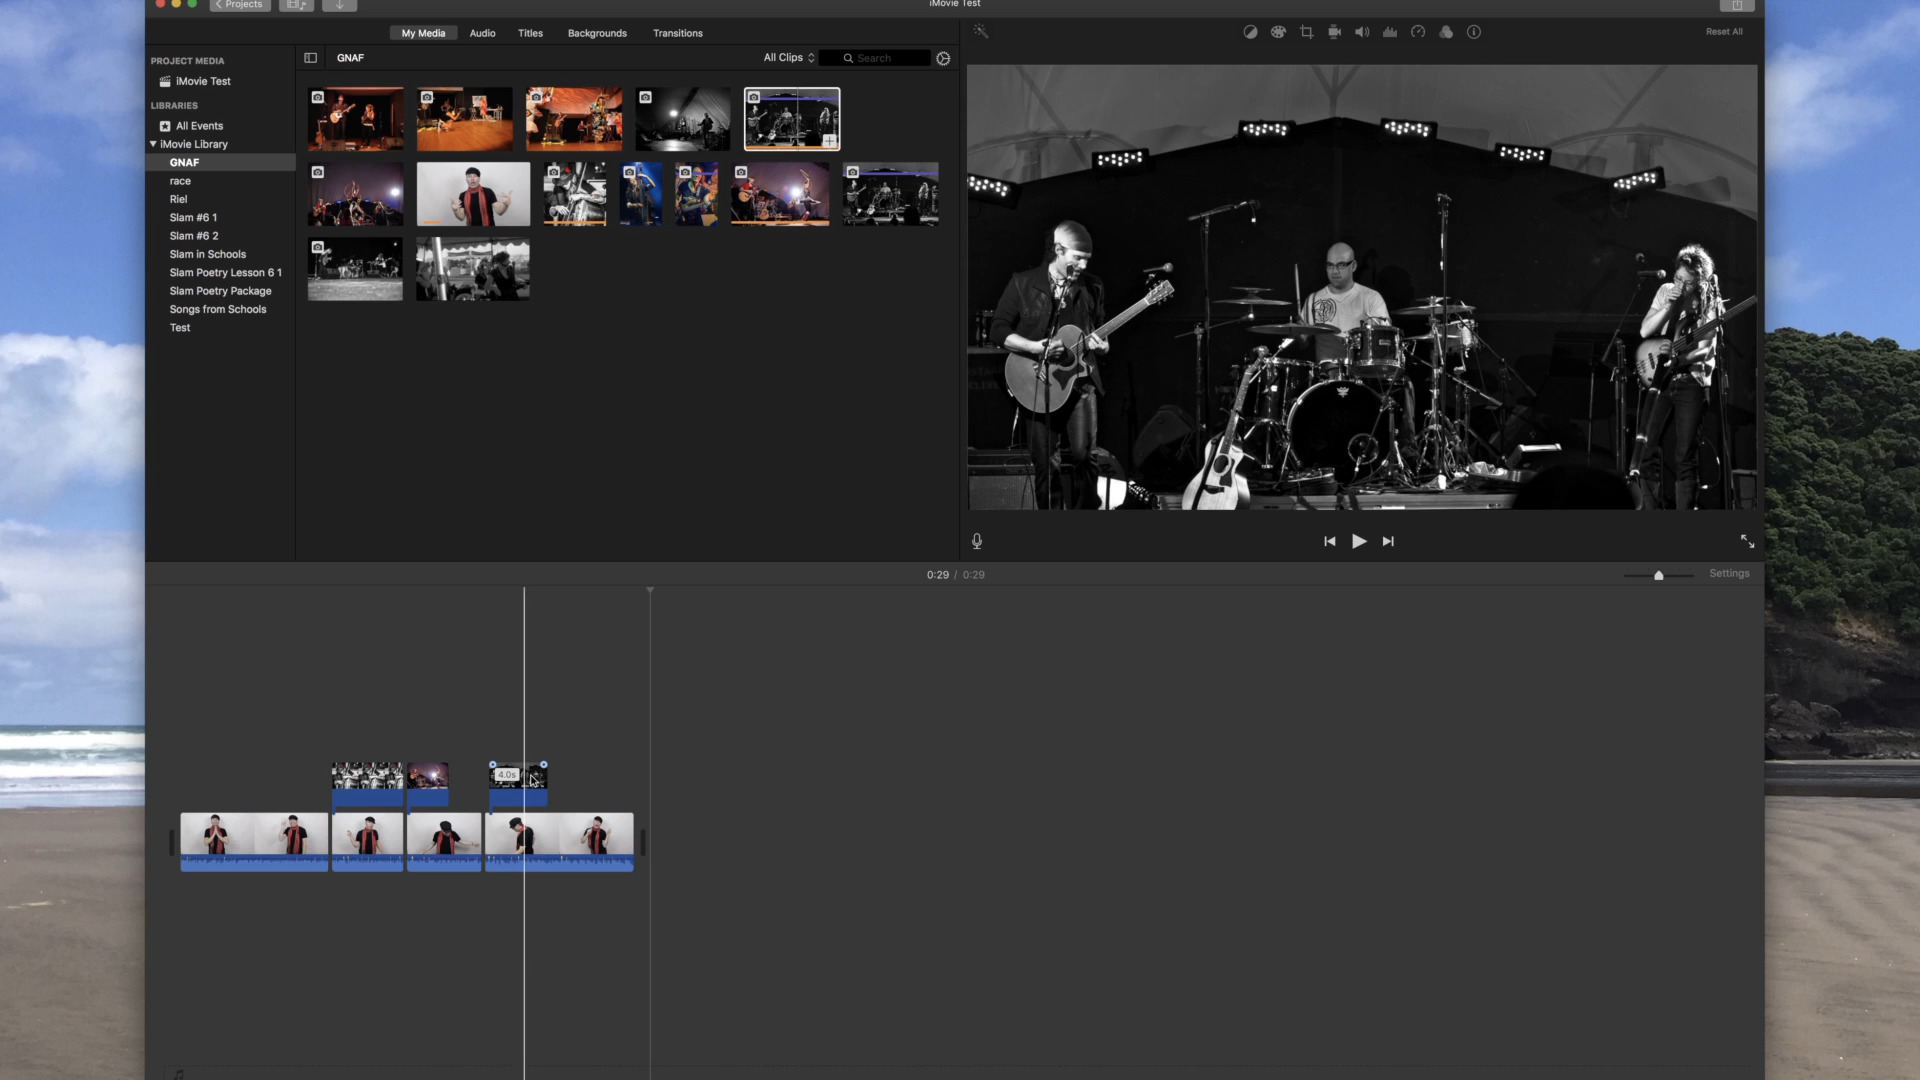 Projects
iMovie Test
My Media Audio Titles Backgrounds Transitions
Reset All
PROJECT MEDIA
iMovie Test
LIBRARIES
All Events
iMovie Library
GNAF
race
Riel
Slam #6 1
Slam #6 2
Slam in Schools
Slam Poetry Lesson 6 1
Slam Poetry Package
Songs from Schools
Test
GNAF
All Clips
Search
0:29 / 0:29
Settings
4.0s